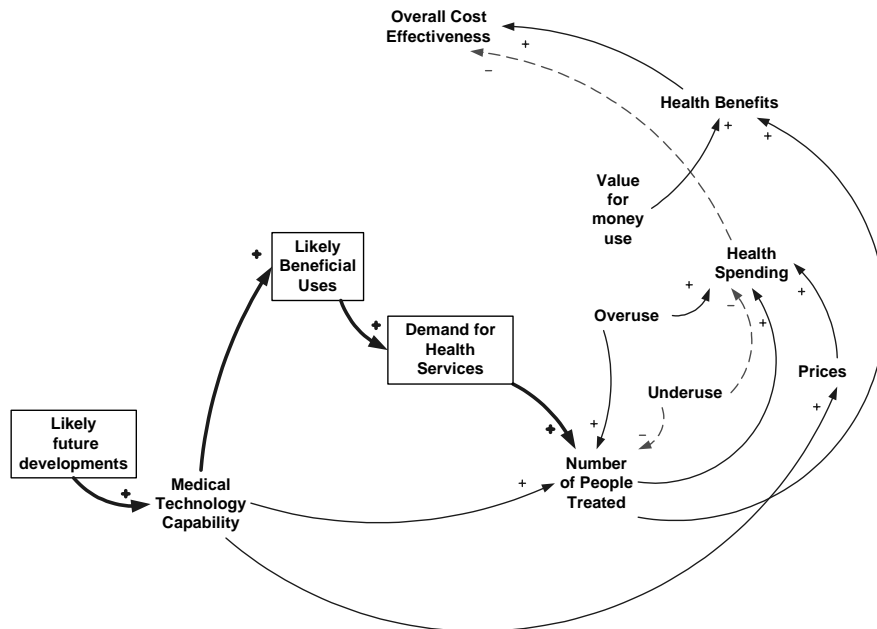 Overall Cost
Effectiveness
+
–
Health Benefits
+
+
Value
for
money
use
Likely
Beneficial
Uses
+
Health
Spending
+
–
+
+
Overuse
+
Demand for
Health
Services
Underuse
Prices
+
Likely
future
developments
+
+
–
Number
of People
Treated
+
+
Medical
Technology
Capability